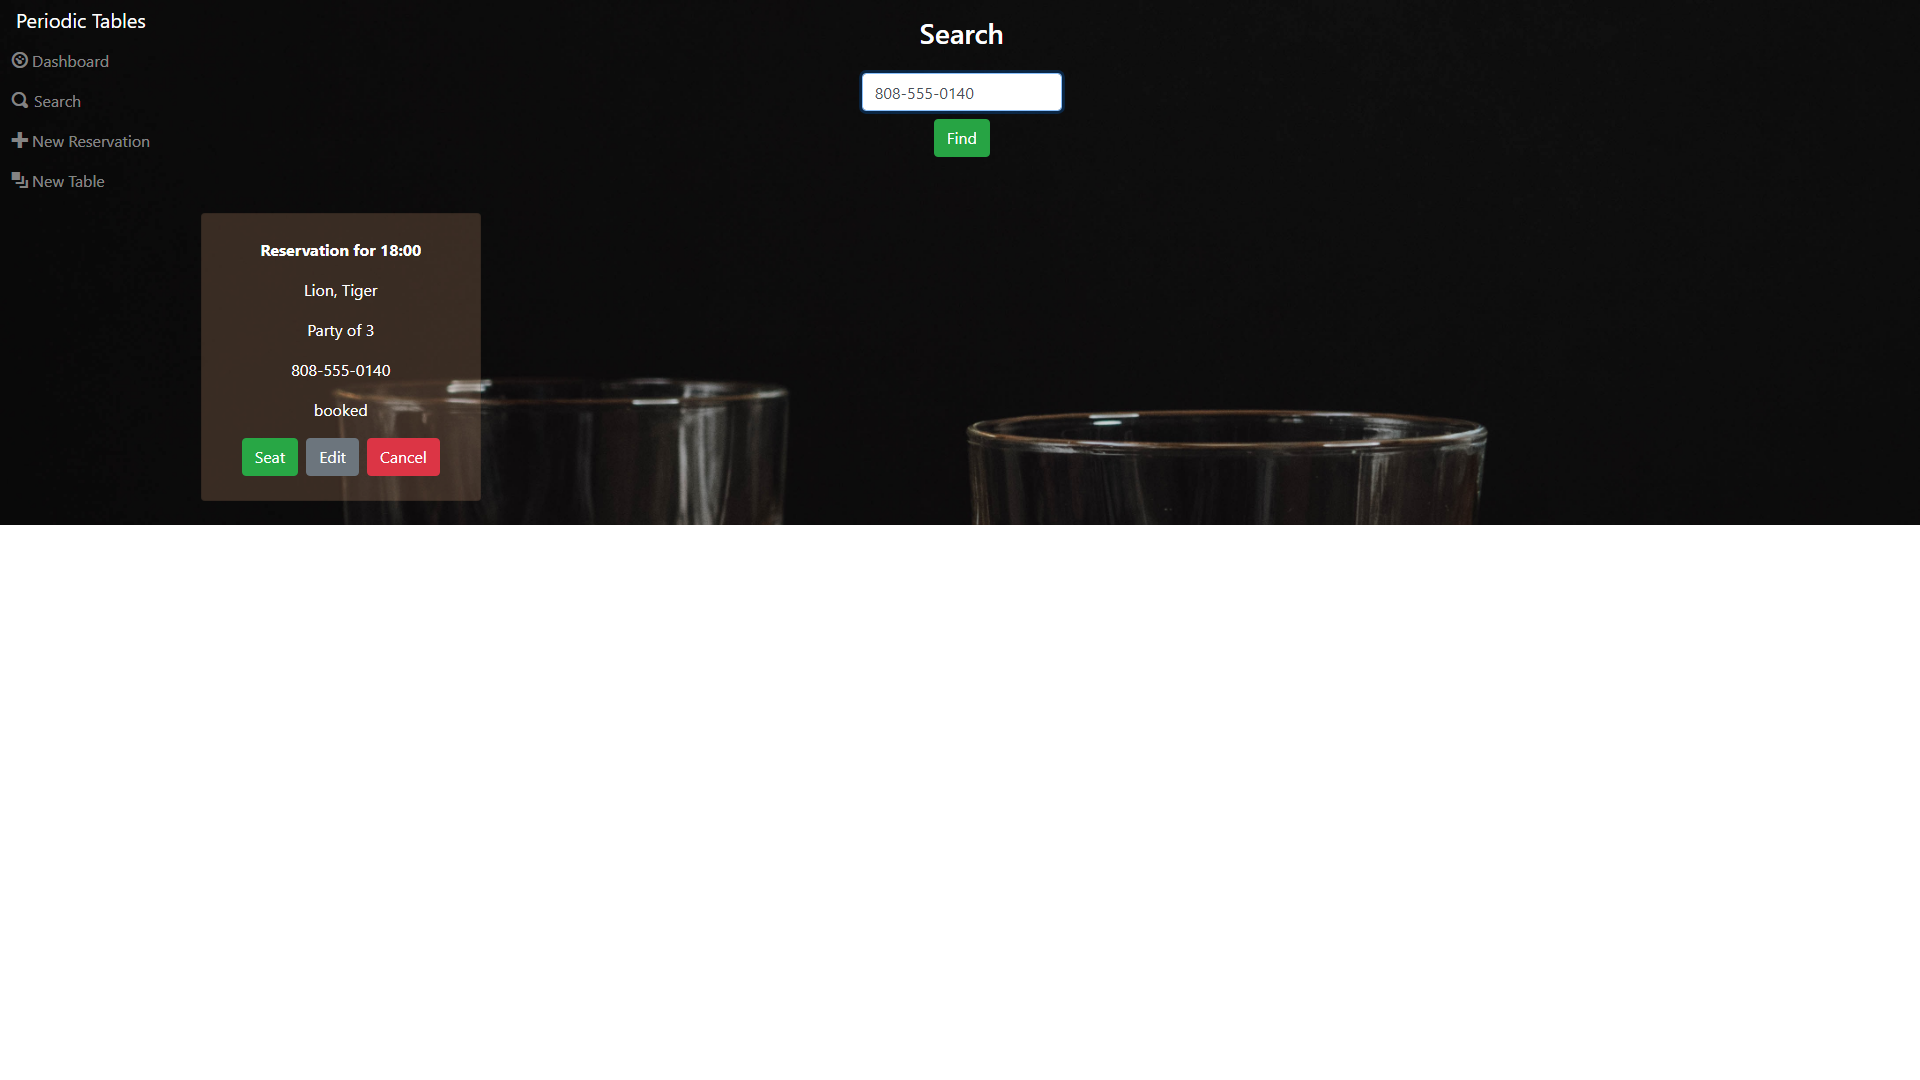 Periodic Tables
Dashboard
Search
New Reservation
New Table
Search
808-555-0140
Find
Reservation for 18:00
Lion, Tiger
Party of 3
808-555-0140
booked
Seat Edit Cancel